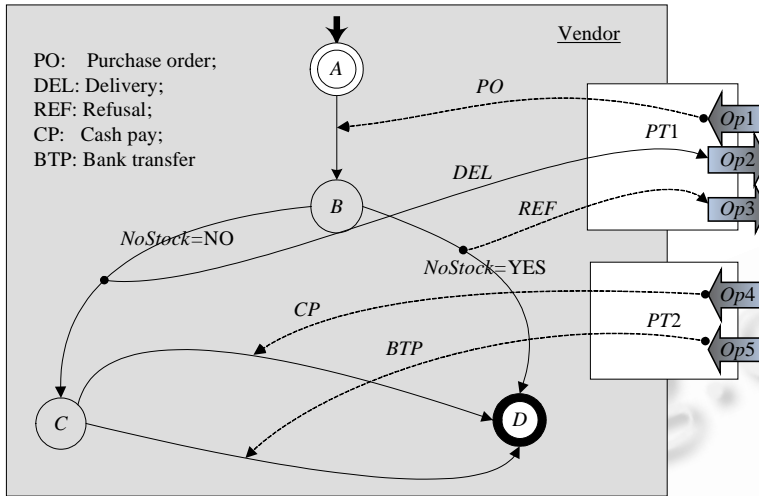 Vendor
PO: Purchase order;
DEL: Delivery;
REF: Refusal;
CP: Cash pay;
BTP: Bank transfer
A
PO
Op1
PT1
Op2
DEL
Op3
REF
B
NoStock=NO
NoStock=YES
Op4
CP
PT2
Op5
BTP
C
D